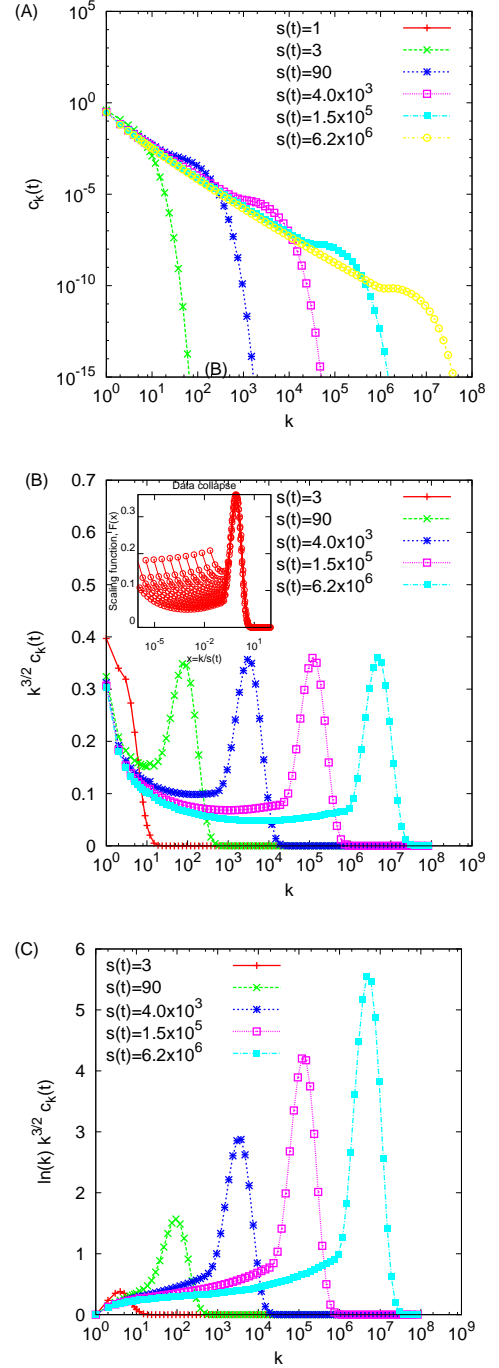 (A)
10^5
10^0
10^-5
10^-10
10^-15
c_k(t)
s(t)=1
s(t)=3
s(t)=90
s(t)=4.0x10^3
s(t)=1.5x10^5
s(t)=6.2x10^6
(B)
10^0 10^1 10^2 10^3 10^4 10^5 10^6 10^7 10^8
k
(B)
0.7
0.6
0.5
0.4
0.3
0.2
0.1
0
k^3/2 c_k(t)
Data collapse
Scaling function, F(x)
0.3
0.2
0.1
0
10^-5 10^-2 10^1
x=k/s(t)
s(t)=3
s(t)=90
s(t)=4.0x10^3
s(t)=1.5x10^5
s(t)=6.2x10^6
10^0 10^1 10^2 10^3 10^4 10^5 10^6 10^7 10^8 10^9
k
(C)
6
5
4
3
2
1
0
ln(k) k^3/2 c_k(t)
s(t)=3
s(t)=90
s(t)=4.0x10^3
s(t)=1.5x10^5
s(t)=6.2x10^6
10^0 10^1 10^2 10^3 10^4 10^5 10^6 10^7 10^8 10^9
k